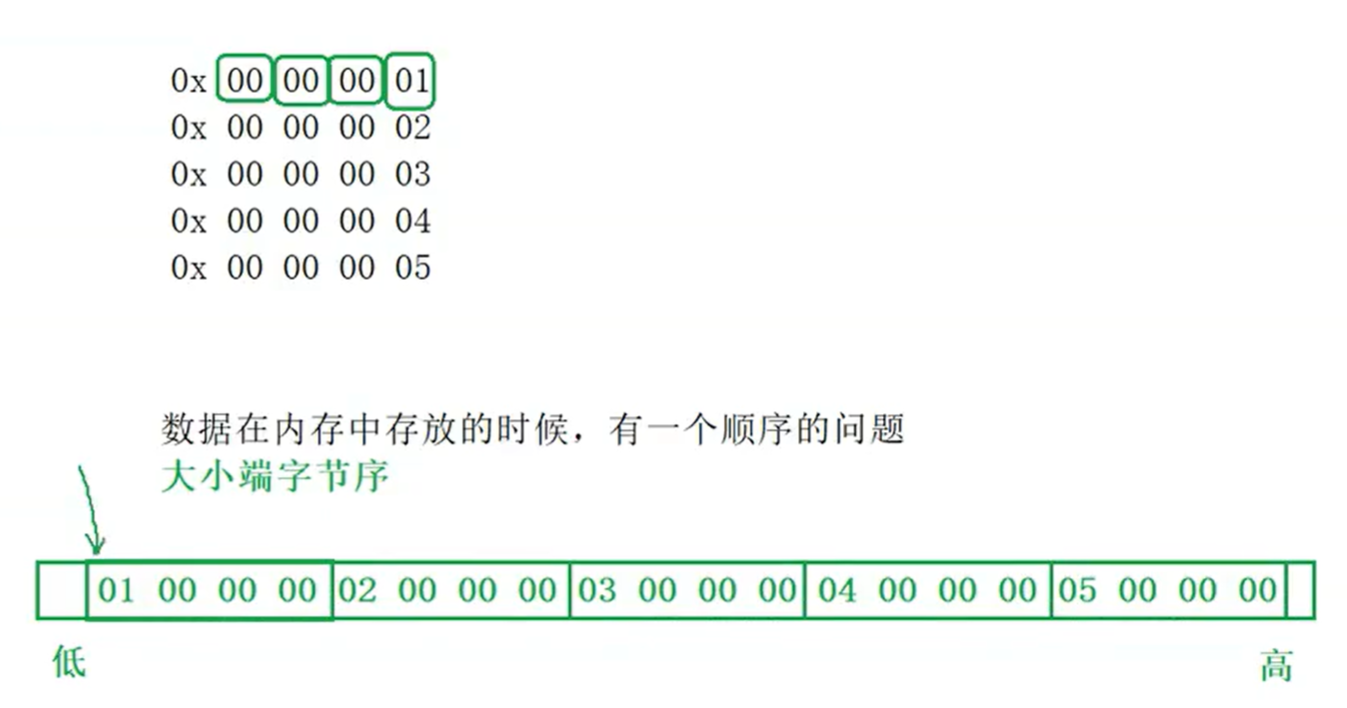 0x 00 00 00 01
0x 00 00 00 02
0x 00 00 00 03
0x 00 00 00 04
0x 00 00 00 05
数据在内存中存放的时候，有一个顺序的问题
大小端字节序
01 00 00 00 02 00 00 00 03 00 00 00 04 00 00 00 05 00 00 00
低 高